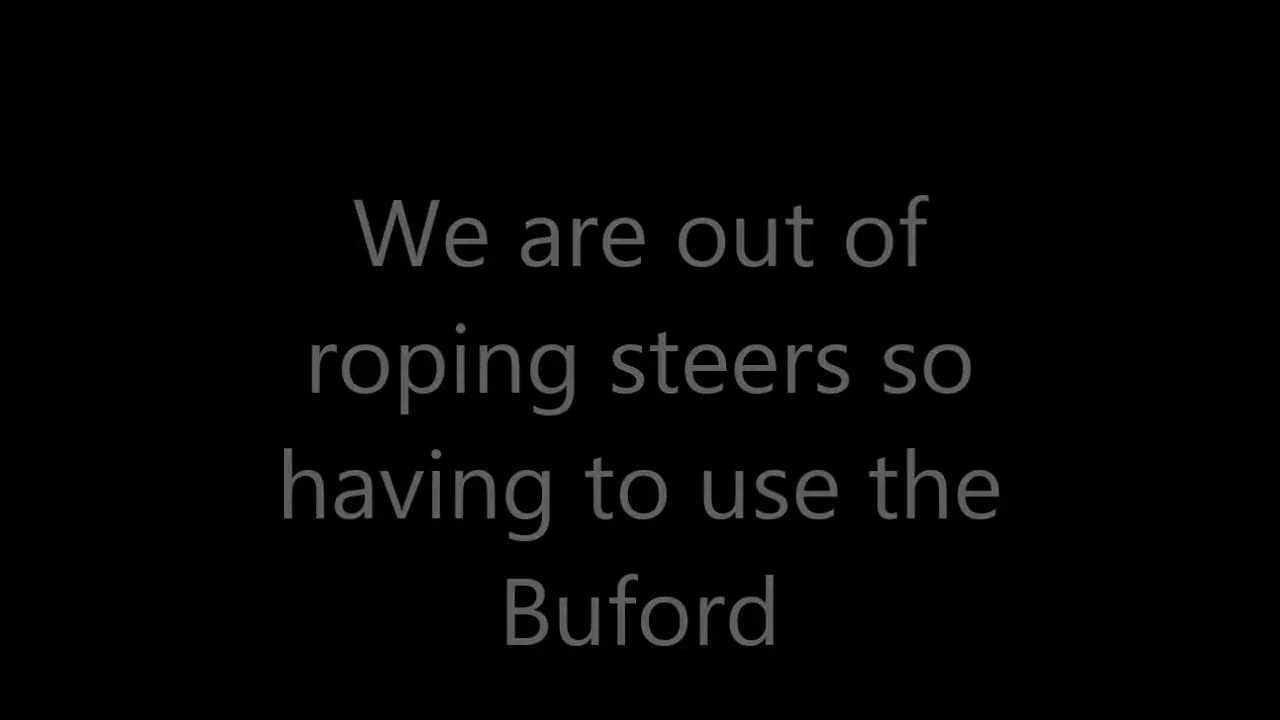 We are out of
roping steers so
having to use the
Buford